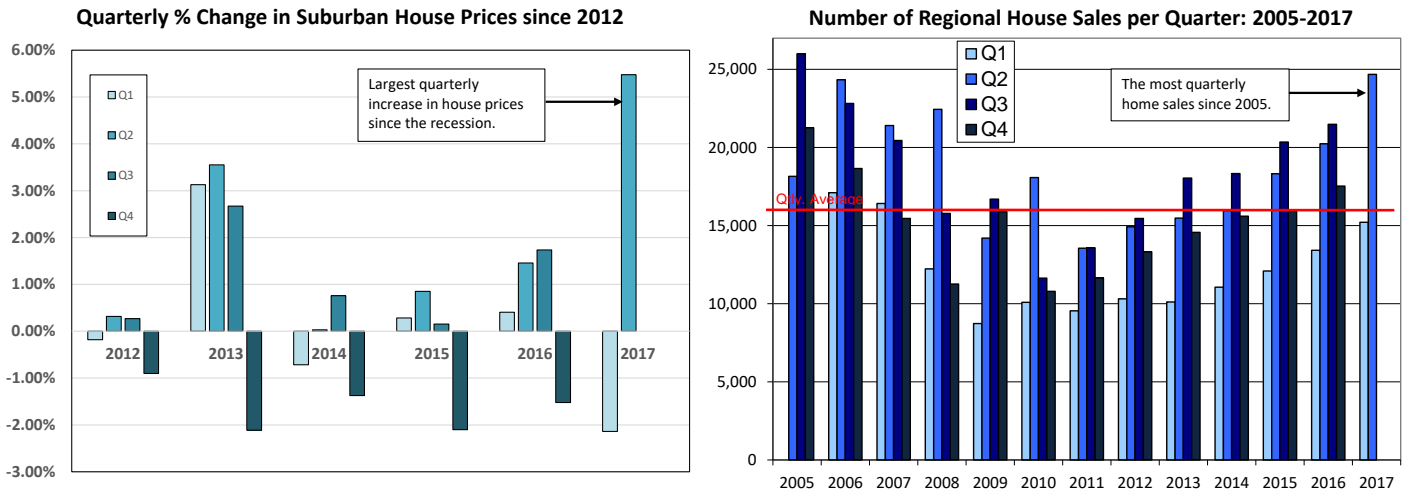 Quarterly % Change in Suburban House Prices since 2012
6.00%
5.00%
4.00%
3.00%
2.00%
1.00%
0.00%
-1.00%
-2.00%
-3.00%
Q1
Q2
Q3
Q4
Largest quarterly
increase in house prices
since the recession.
2012 2013 2014 2015 2016 2017
Number of Regional House Sales per Quarter: 2005-2017
25,000
20,000
15,000
10,000
5,000
0
Q1
Q2
Q3
Q4
The most quarterly
home sales since 2005.
Qtly. Average
2005 2006 2007 2008 2009 2010 2011 2012 2013 2014 2015 2016 2017